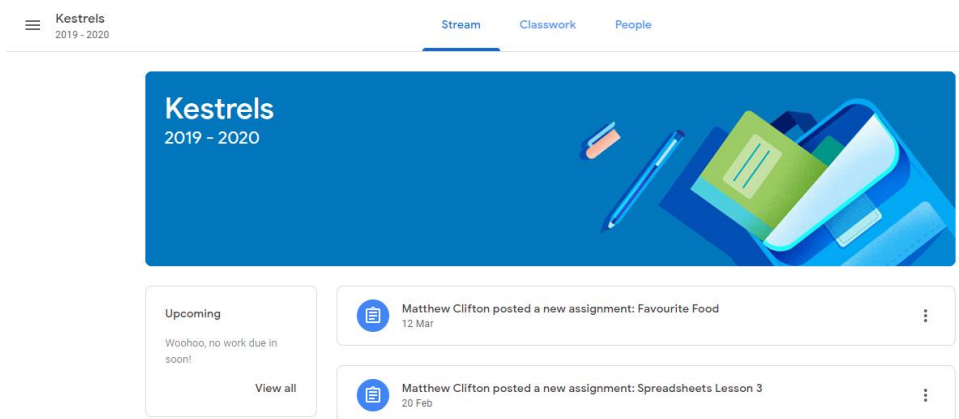 Kestrels
2019 - 2020
Stream Classwork People
Kestrels
2019 - 2020
Upcoming
Woohoo, no work due in
soon!
View all
Matthew Clifton posted a new assignment: Favourite Food
12 Mar
Matthew Clifton posted a new assignment: Spreadsheets Lesson 3
20 Feb